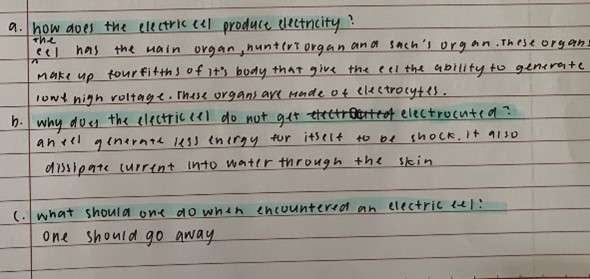 a. how does the electric eel produce electricity?
the
eel has the main organ, hunter's organ and sach's organ. These organs
make up four fifths of it's body that give the eel the ability to generate
low & high voltage. These organs are made of electrocytes.
b. why does the electric eel do not get electrocuted?
an eel generate less energy for itself to be shock. it also
dissipate current into water through the skin
c. what should one do when encountered an electric eel?
one should go away